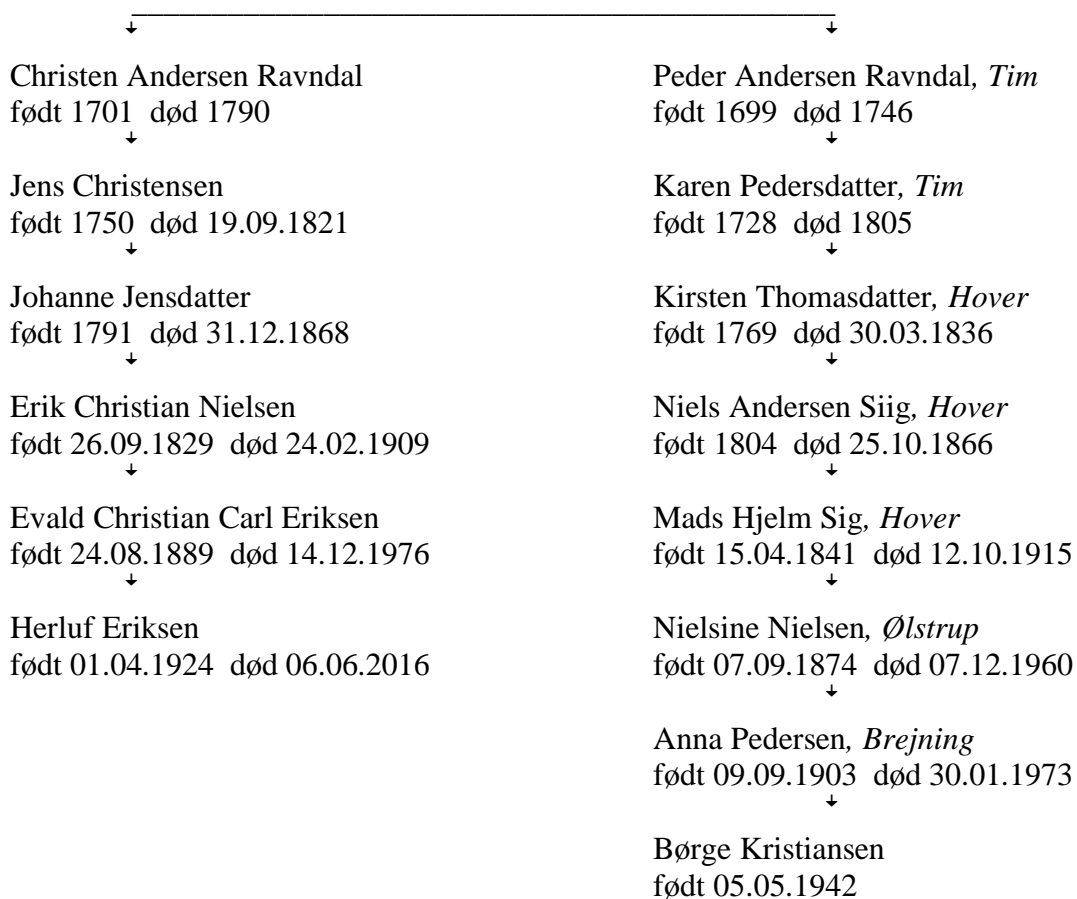 Christen Andersen Ravndal
født 1701 død 1790
Jens Christensen
født 1750 død 19.09.1821
Johanne Jensdatter
født 1791 død 31.12.1868
Erik Christian Nielsen
født 26.09.1829 død 24.02.1909
Evald Christian Carl Eriksen
født 24.08.1889 død 14.12.1976
Herluf Eriksen
født 01.04.1924 død 06.06.2016
Peder Andersen Ravndal, Tim
født 1699 død 1746
Karen Pedersdatter, Tim
født 1728 død 1805
Kirsten Thomasdatter, Hover
født 1769 død 30.03.1836
Niels Andersen Siig, Hover
født 1804 død 25.10.1866
Mads Hjelm Sig, Hover
født 15.04.1841 død 12.10.1915
Nielsine Nielsen, Ølstrup
født 07.09.1874 død 07.12.1960
Anna Pedersen, Brejning
født 09.09.1903 død 30.01.1973
Børge Kristiansen
født 05.05.1942